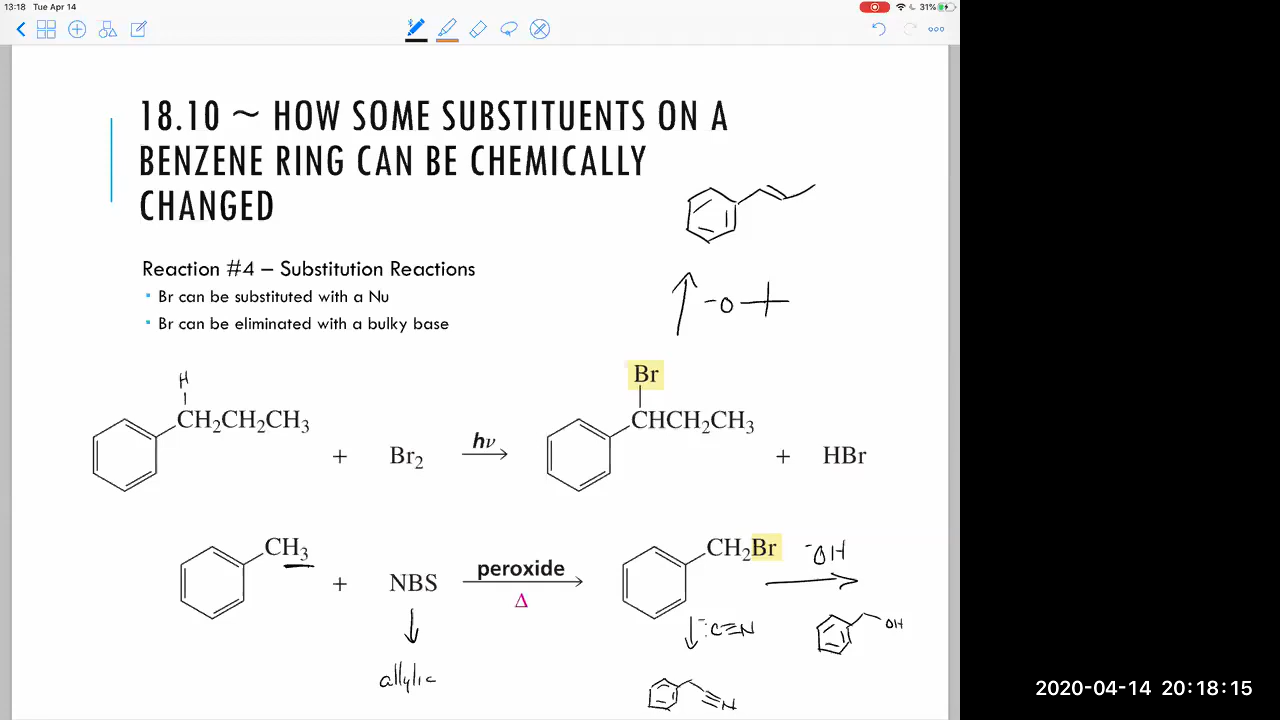 13:18 Tue Apr 14
31%
18.10 ~ HOW SOME SUBSTITUENTS ON A
BENZENE RING CAN BE CHEMICALLY
CHANGED
Reaction #4 – Substitution Reactions
▪ Br can be substituted with a Nu
▪ Br can be eliminated with a bulky base
⁻O
H
CH₂CH₂CH₃
+
Br₂
hν
Br
CHCH₂CH₃
+
HBr
CH₃
+
NBS
peroxide
Δ
CH₂Br
⁻OH
⁻:C≡N
OH
allylic
N
2020-04-14 20:18:15